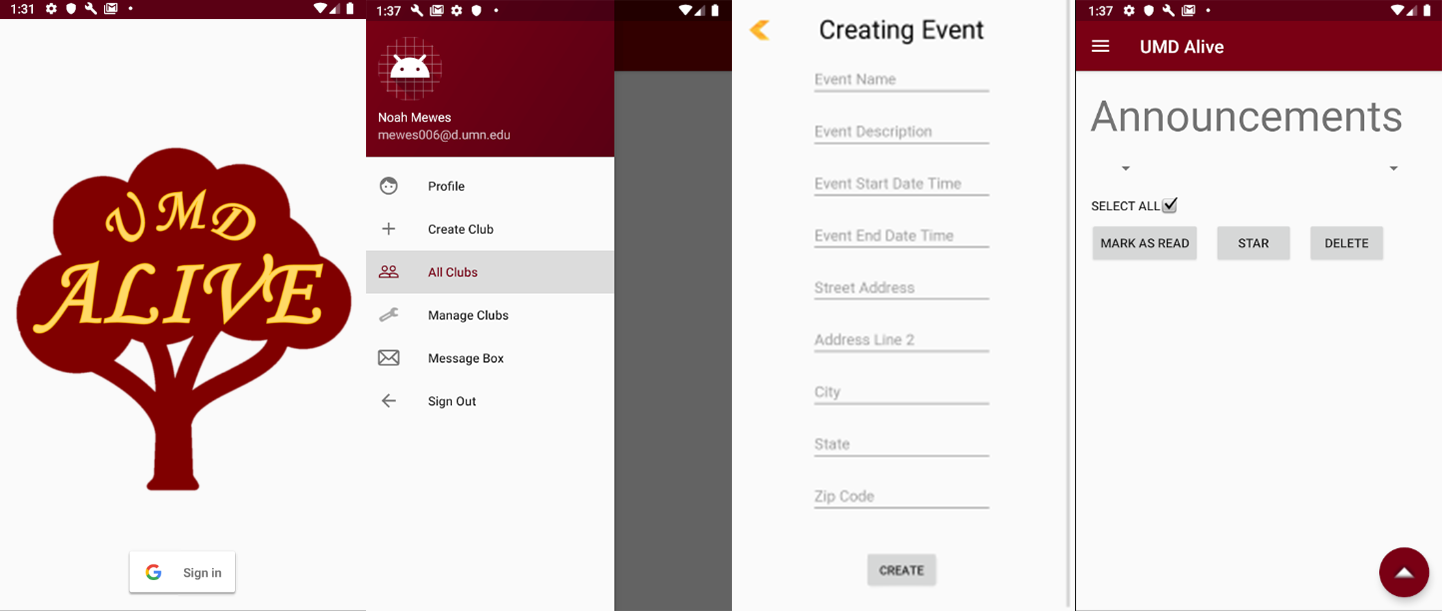 1:31
UMD
ALIVE
Sign in
1:37
Noah Mewes
mewes006@d.umn.edu
Profile
Create Club
All Clubs
Manage Clubs
Message Box
Sign Out
Creating Event
Event Name
Event Description
Event Start Date Time
Event End Date Time
Street Address
Address Line 2
City
State
Zip Code
CREATE
1:37
UMD Alive
Announcements
SELECT ALL
MARK AS READ STAR DELETE